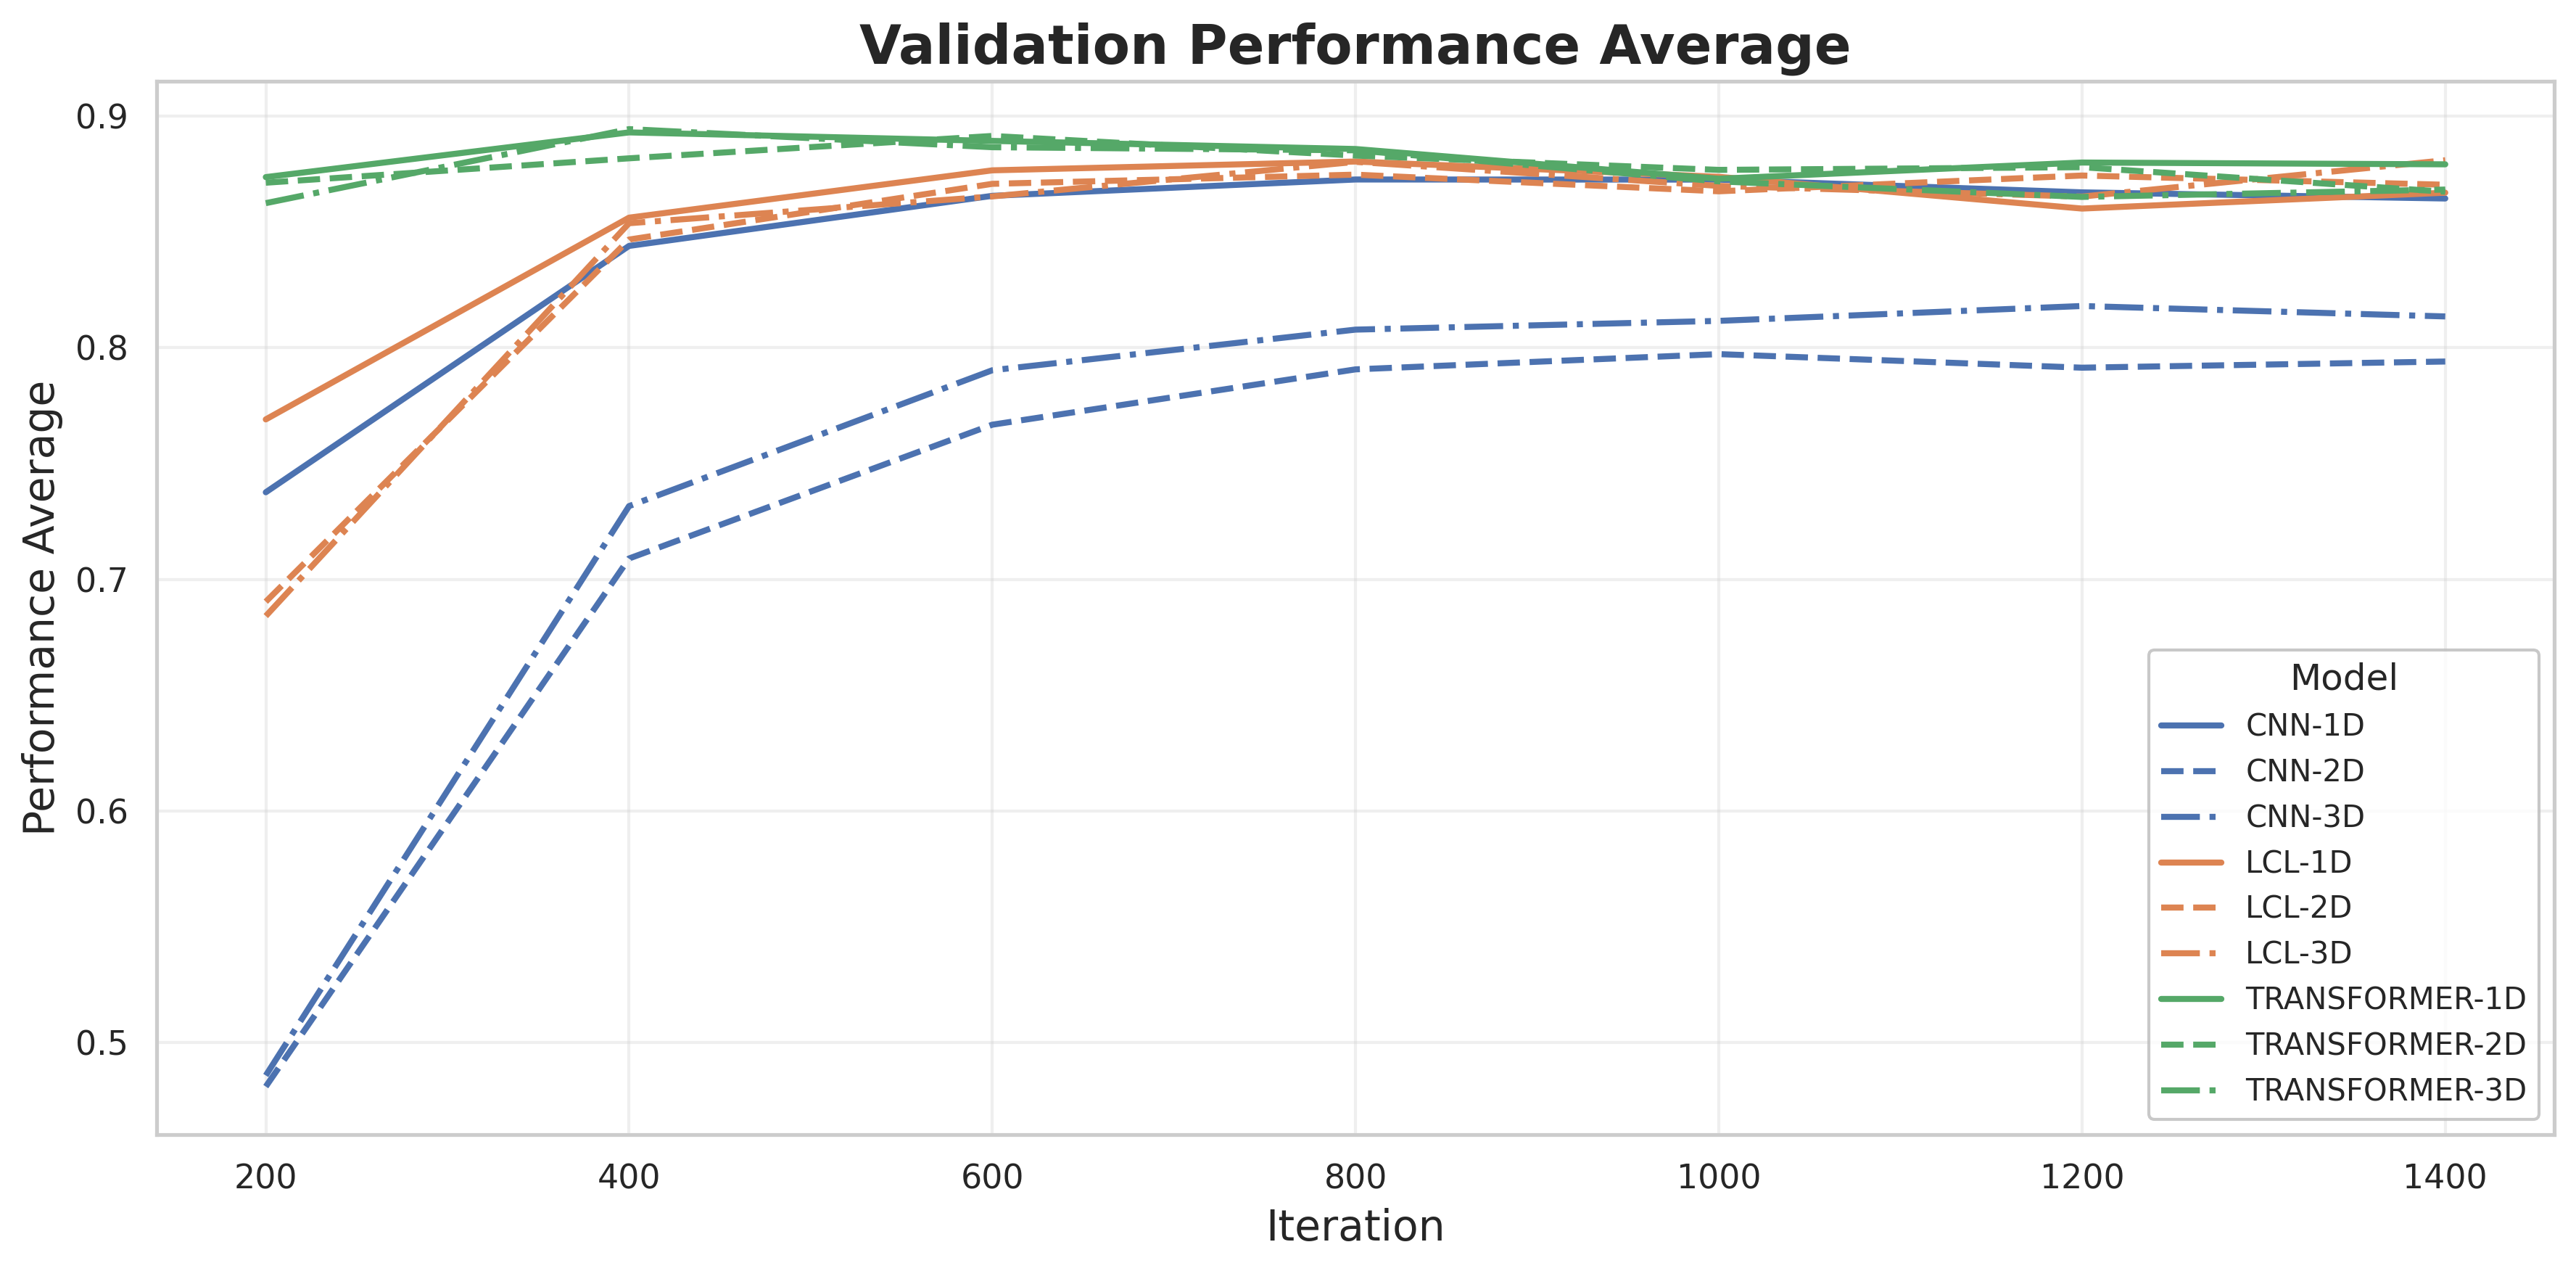 Validation Performance Average
Performance Average
0.9
0.8
0.7
0.6
0.5
200 400 600 800 1000 1200 1400
Iteration
Model
CNN-1D
CNN-2D
CNN-3D
LCL-1D
LCL-2D
LCL-3D
TRANSFORMER-1D
TRANSFORMER-2D
TRANSFORMER-3D